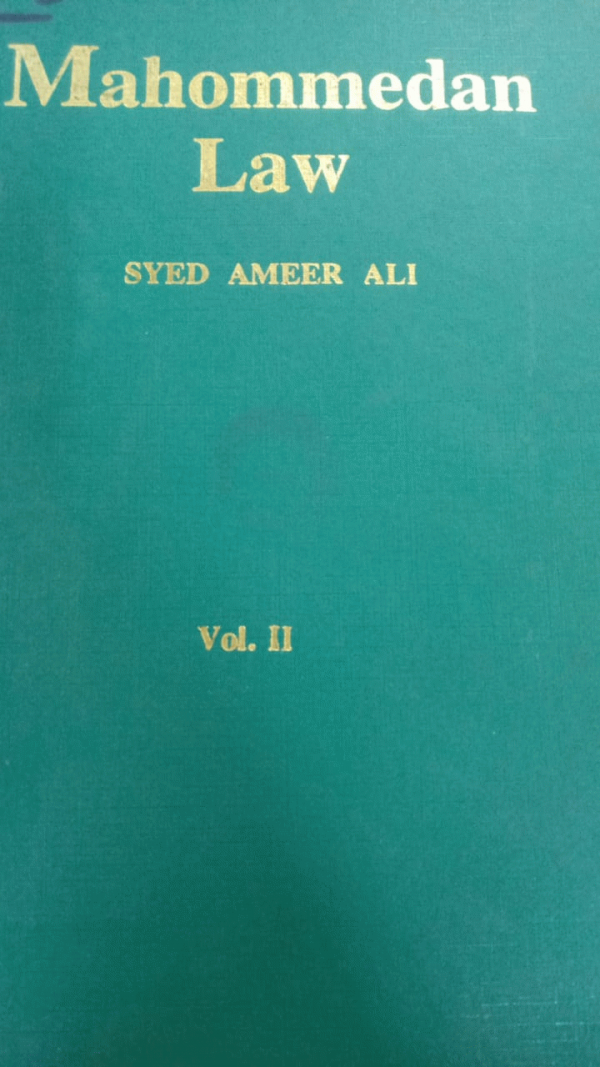 Mahommedan
Law
SYED AMEER ALI
Vol. II